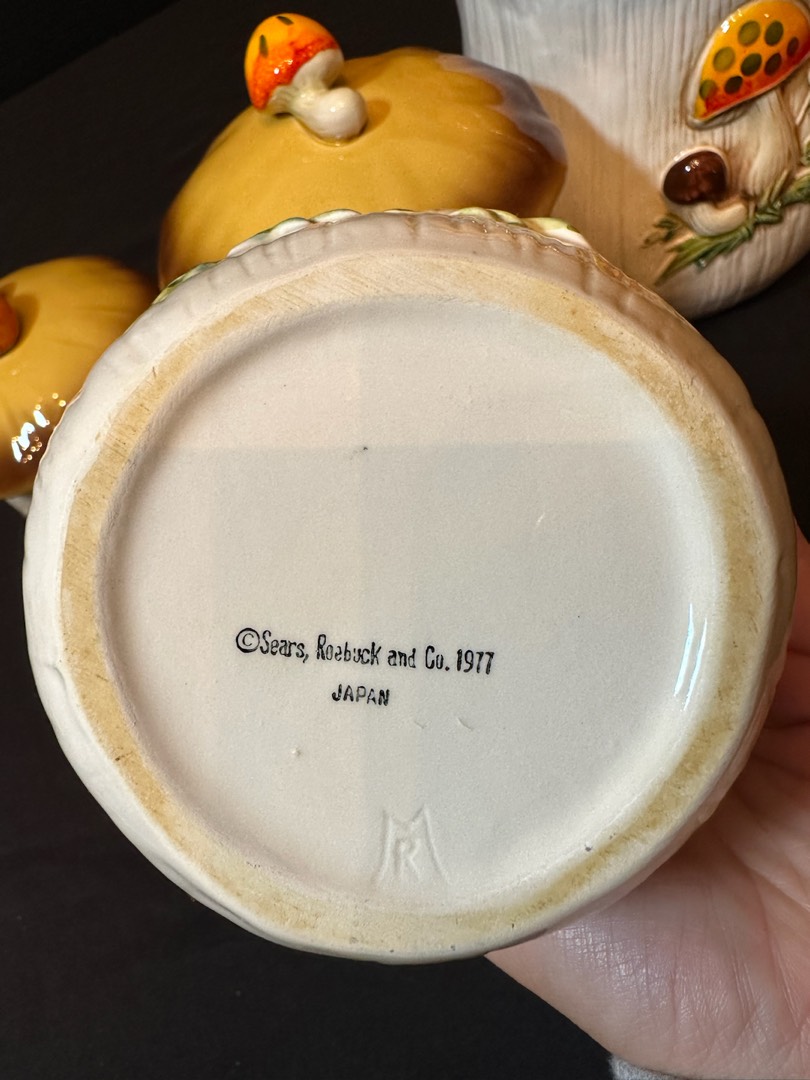 ©Sears, Roebuck and Co. 1977
JAPAN